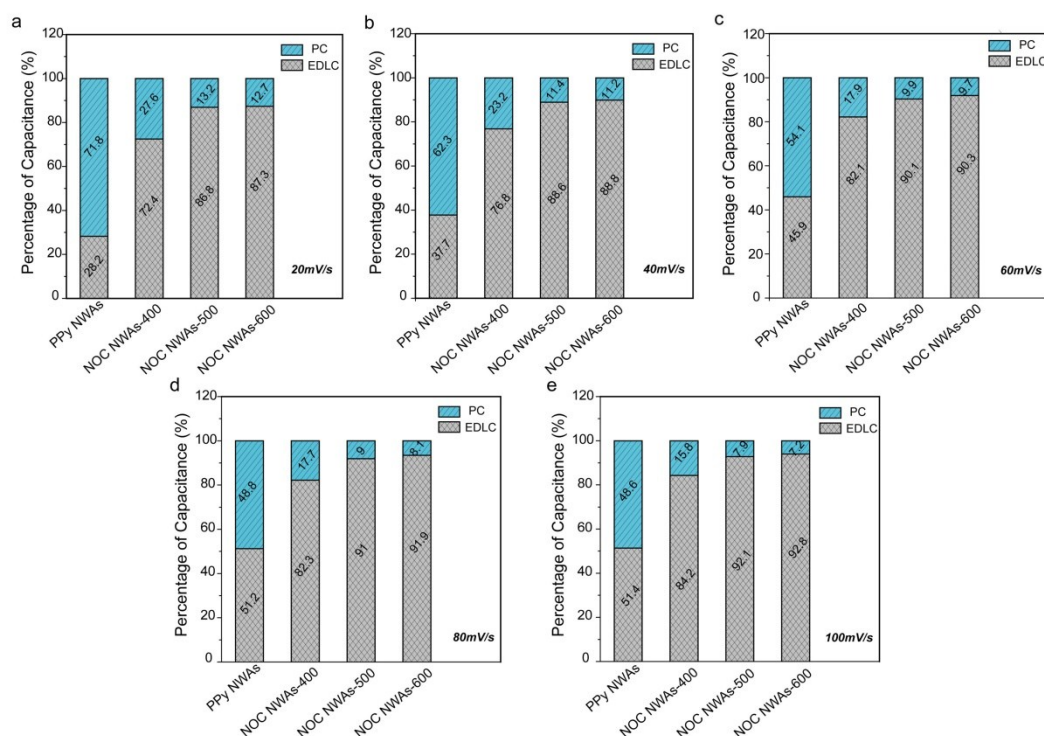 a
120
100
80
60
40
20
0
Percentage of Capacitance (%)
PC
EDLC
71.8
28.2
27.6
72.4
13.2
86.8
12.7
87.3
20mV/s
PPy NWAs
NOC NWAs-400
NOC NWAs-500
NOC NWAs-600
b
120
100
80
60
40
20
0
Percentage of Capacitance (%)
PC
EDLC
62.3
37.7
23.2
76.8
11.4
88.6
11.2
88.8
40mV/s
PPy NWAs
NOC NWAs-400
NOC NWAs-500
NOC NWAs-600
c
120
100
80
60
40
20
0
Percentage of Capacitance (%)
PC
EDLC
54.1
45.9
17.9
82.1
9.9
90.1
9.7
90.3
60mV/s
PPy NWAs
NOC NWAs-400
NOC NWAs-500
NOC NWAs-600
d
120
100
80
60
40
20
0
Percentage of Capacitance (%)
PC
EDLC
48.8
51.2
17.7
82.3
9
91
8.1
91.9
80mV/s
PPy NWAs
NOC NWAs-400
NOC NWAs-500
NOC NWAs-600
e
120
100
80
60
40
20
0
Percentage of Capacitance (%)
PC
EDLC
48.6
51.4
15.8
84.2
7.9
92.1
7.2
92.8
100mV/s
PPy NWAs
NOC NWAs-400
NOC NWAs-500
NOC NWAs-600